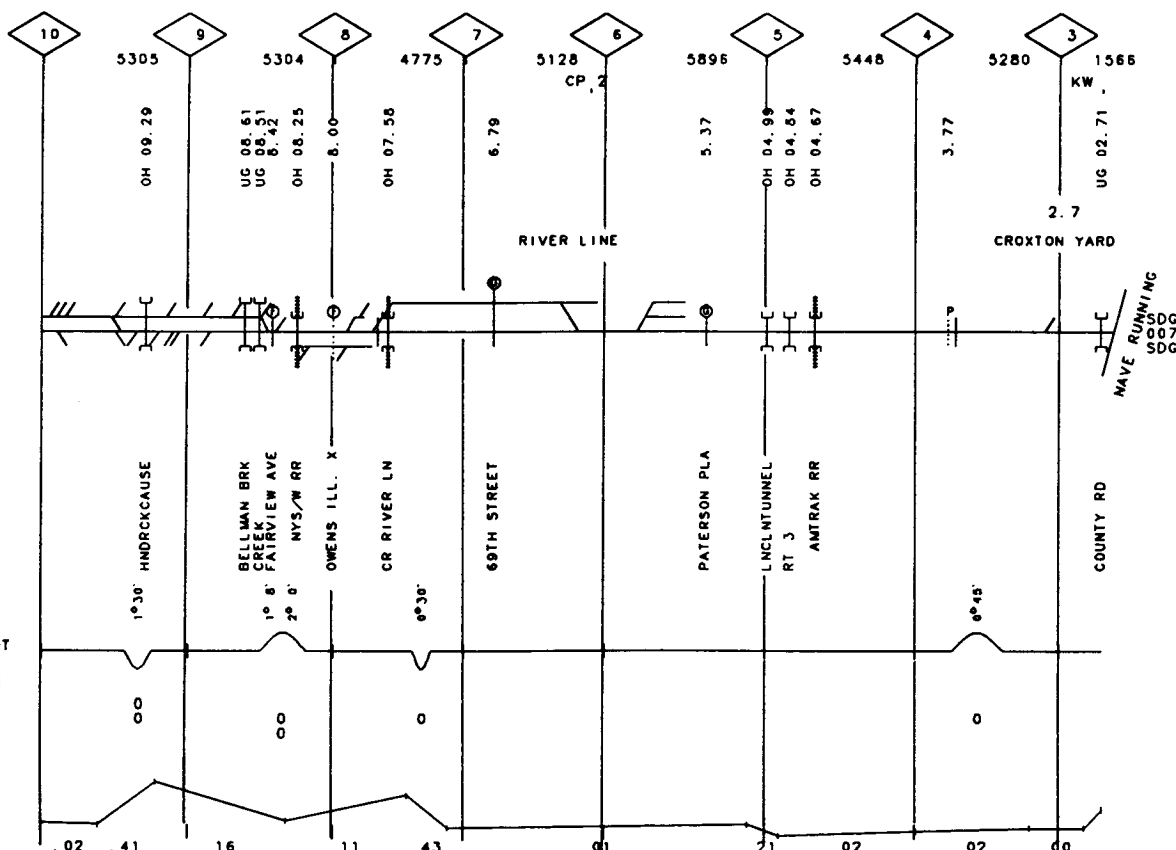 10 9 8 7 6 5 4 3
5305 5304 4775 5128 5896 5448 5280 1566
CP 2 KW
OH 09.29
UG 08.61
UG 08.51
8.42
OH 08.25
8.00
OH 07.58
6.79
5.37
OH 04.99
OH 04.84
OH 04.67
3.77
UG 02.71
2.7
RIVER LINE CROXTON YARD
P
NAVE RUNNING
SDG
007
SDG
HNDRCKCAUSE
BELLMAN BRK
CREEK
FAIRVIEW AVE
NYS/W RR
OWENS ILL. X
CR RIVER LN
69TH STREET
PATERSON PLA
LNCLNTUNNEL
RT 3
AMTRAK RR
COUNTY RD
1°30'
1° 8'
2° 0'
0°30'
0°45'
T
0
0
0
0
0
0
.02 .41 .16 .11 .43 .01 .21 .02 .02 .00